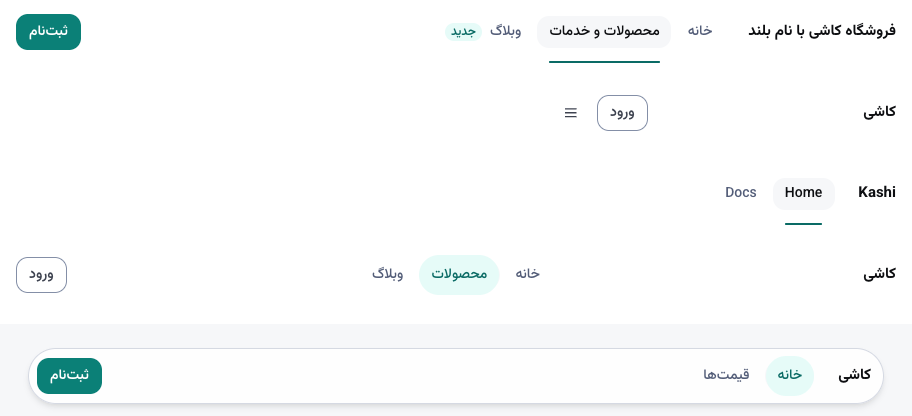 فروشگاه کاشی با نام بلند خانه محصولات و خدمات وبلاگ جدید ثبت‌نام
کاشی ورود
Kashi Home Docs
کاشی خانه محصولات وبلاگ ورود
کاشی خانه قیمت‌ها ثبت‌نام